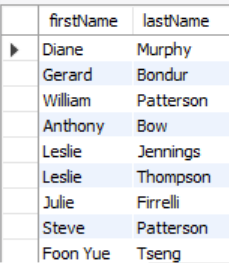 firstName lastName
Diane Murphy
Gerard Bondur
William Patterson
Anthony Bow
Leslie Jennings
Leslie Thompson
Julie Firrelli
Steve Patterson
Foon Yue Tseng